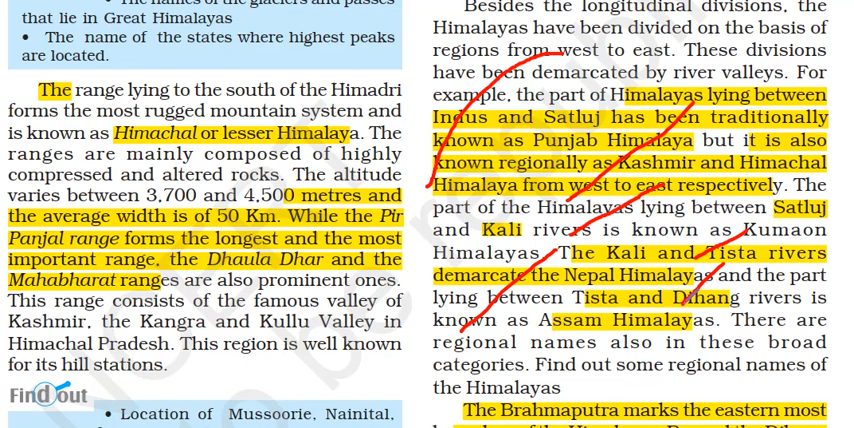 • The names of the glaciers and passes
that lie in Great Himalayas
• The name of the states where highest peaks
are located.
The range lying to the south of the Himadri
forms the most rugged mountain system and
is known as Himachal or lesser Himalaya. The
ranges are mainly composed of highly
compressed and altered rocks. The altitude
varies between 3,700 and 4,500 metres and
the average width is of 50 Km. While the Pir
Panjal range forms the longest and the most
important range, the Dhaula Dhar and the
Mahabharat ranges are also prominent ones.
This range consists of the famous valley of
Kashmir, the Kangra and Kullu Valley in
Himachal Pradesh. This region is well known
for its hill stations.
Find out
• Location of Mussoorie, Nainital,
Besides the longitudinal divisions, the
Himalayas have been divided on the basis of
regions from west to east. These divisions
have been demarcated by river valleys. For
example, the part of Himalayas lying between
Indus and Satluj has been traditionally
known as Punjab Himalaya but it is also
known regionally as Kashmir and Himachal
Himalaya from west to east respectively. The
part of the Himalayas lying between Satluj
and Kali rivers is known as Kumaon
Himalayas. The Kali and Tista rivers
demarcate the Nepal Himalayas and the part
lying between Tista and Dihang rivers is
known as Assam Himalayas. There are
regional names also in these broad
categories. Find out some regional names of
the Himalayas
The Brahmaputra marks the eastern most